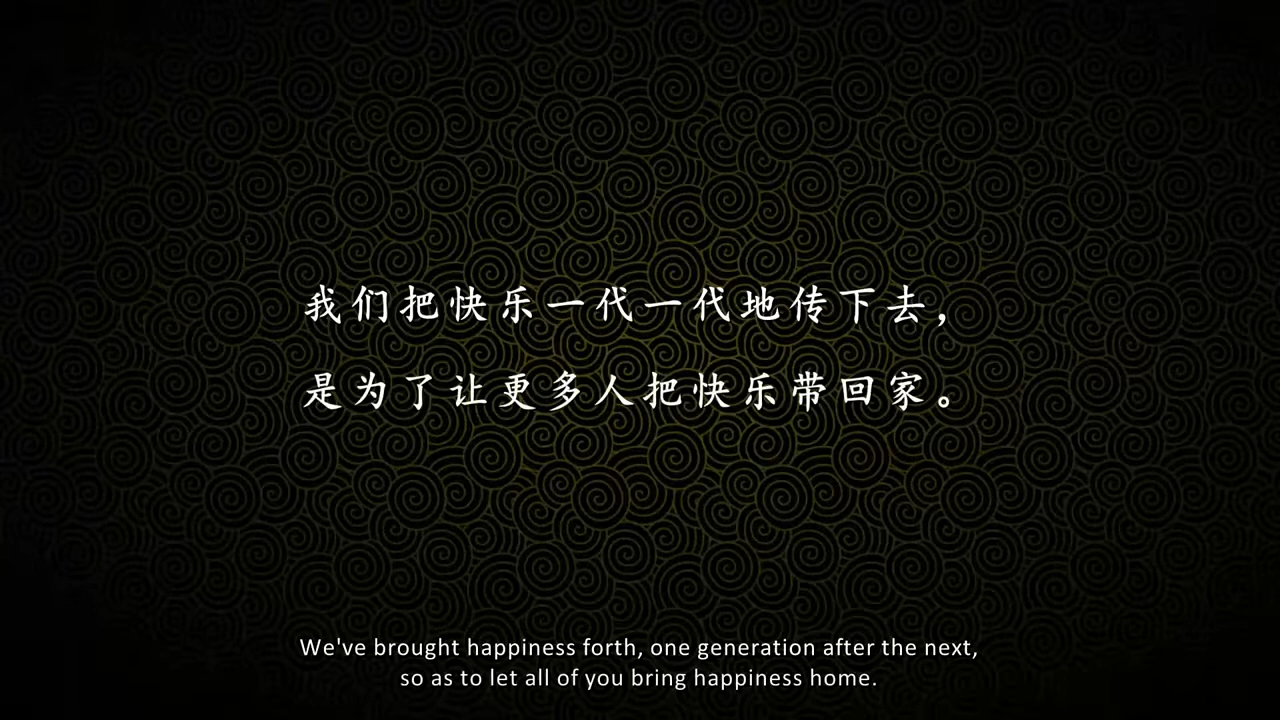 我们把快乐一代一代地传下去，
是为了让更多人把快乐带回家。
We've brought happiness forth, one generation after the next,
so as to let all of you bring happiness home.